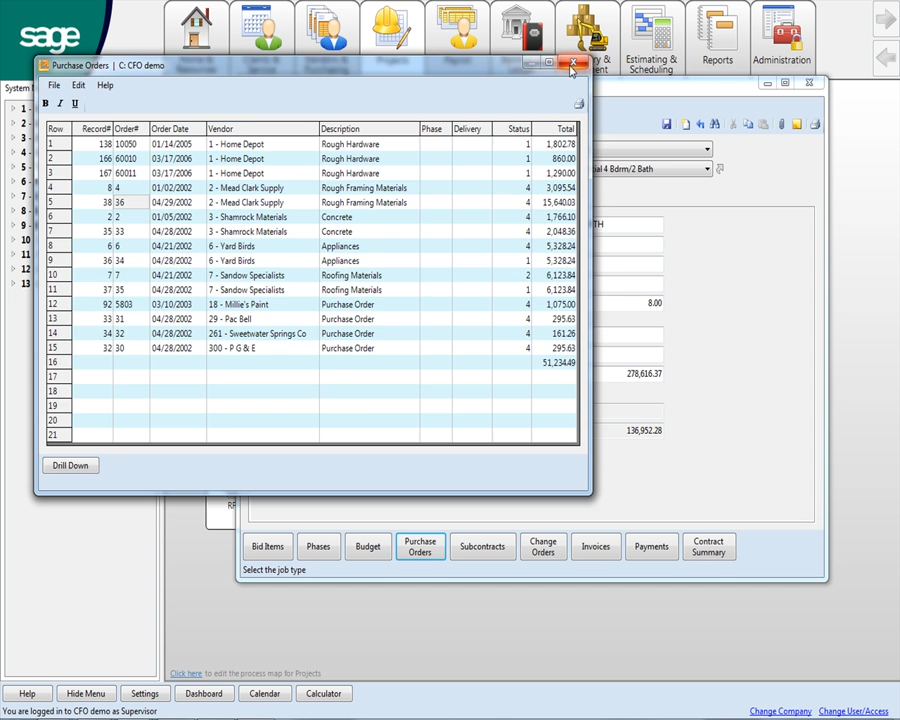 sage
Estimating & Scheduling
Reports
Administration
Purchase Orders | C: CFO demo
File Edit Help
B I U
Row Record# Order# Order Date Vendor Description Phase Delivery Status Total
1 138 10050 01/14/2005 1 - Home Depot Rough Hardware 1 1,802.78
2 166 60010 03/17/2006 1 - Home Depot Rough Hardware 1 860.00
3 167 60011 03/17/2006 1 - Home Depot Rough Hardware 1 1,290.00
4 8 4 01/02/2002 2 - Mead Clark Supply Rough Framing Materials 4 3,095.54
5 38 36 04/29/2002 2 - Mead Clark Supply Rough Framing Materials 4 15,640.03
6 2 2 01/05/2002 3 - Shamrock Materials Concrete 4 1,766.10
7 35 33 04/28/2002 3 - Shamrock Materials Concrete 4 2,048.36
8 6 6 04/21/2002 6 - Yard Birds Appliances 4 5,328.24
9 36 34 04/28/2002 6 - Yard Birds Appliances 1 5,328.24
10 7 7 04/21/2002 7 - Sandow Specialists Roofing Materials 2 6,123.84
11 37 35 04/28/2002 7 - Sandow Specialists Roofing Materials 1 6,123.84
12 92 5803 03/10/2003 18 - Millie's Paint Purchase Order 4 1,075.00
13 33 31 04/28/2002 29 - Pac Bell Purchase Order 4 295.63
14 34 32 04/28/2002 261 - Sweetwater Springs Co Purchase Order 4 161.26
15 32 30 04/28/2002 300 - P G & E Purchase Order 4 295.63
16 51,234.49
17
18
19
20
21
Drill Down
System M
1
2
3
4
5
6
7
8
9
10
11
12
13
ial 4 Bdrm/2 Bath
TH
8.00
278,616.37
136,952.28
RF
Bid Items Phases Budget Purchase Orders Subcontracts Change Orders Invoices Payments Contract Summary
Select the job type
Click here to edit the process map for Projects
Help Hide Menu Settings Dashboard Calendar Calculator
You are logged in to CFO demo as Supervisor
Change Company Change User/Access